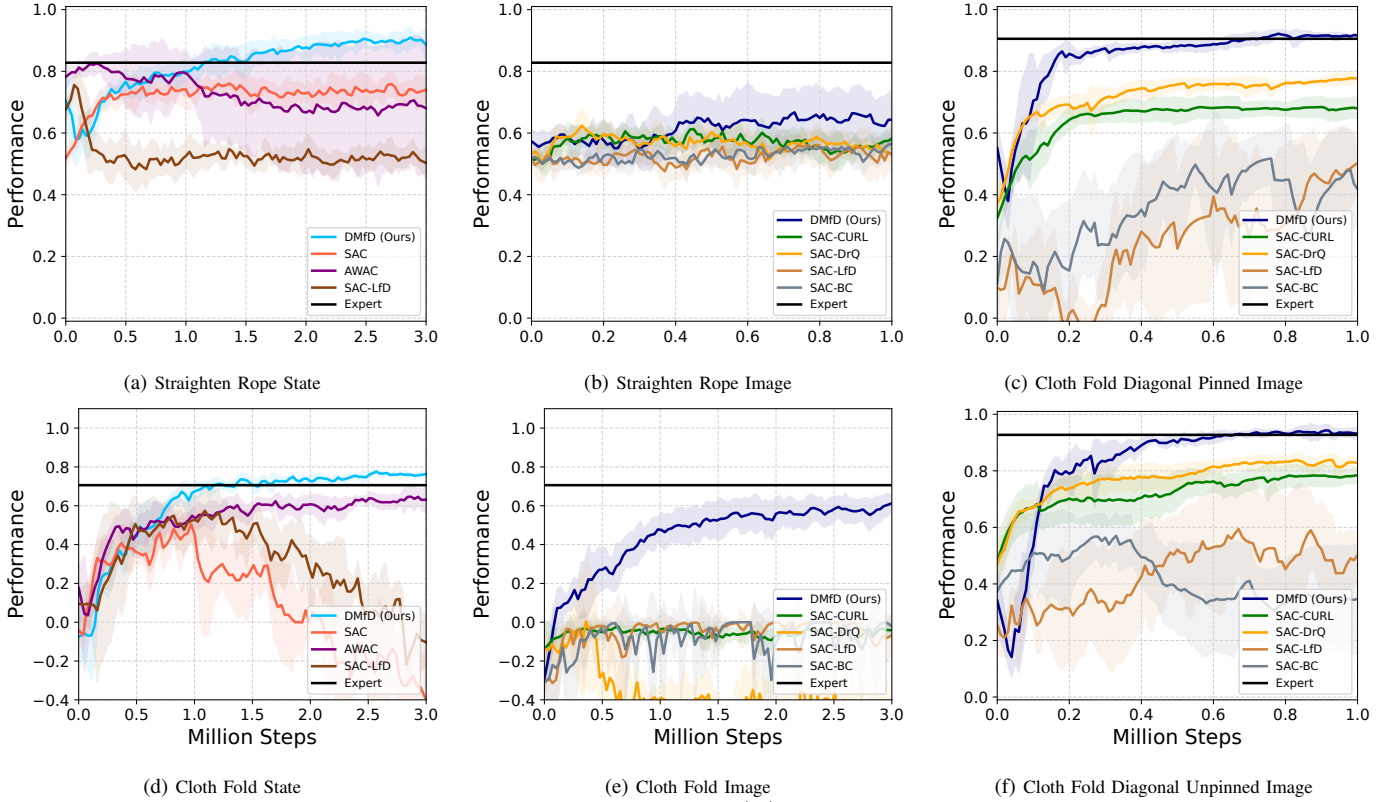 1.0
0.8
0.6
0.4
0.2
0.0
Performance
0.0 0.5 1.0 1.5 2.0 2.5 3.0
DMfD (Ours)
SAC
AWAC
SAC-LfD
Expert
(a) Straighten Rope State
1.0
0.8
0.6
0.4
0.2
0.0
Performance
0.0 0.2 0.4 0.6 0.8 1.0
DMfD (Ours)
SAC-CURL
SAC-DrQ
SAC-LfD
SAC-BC
Expert
(b) Straighten Rope Image
1.0
0.8
0.6
0.4
0.2
0.0
Performance
0.0 0.2 0.4 0.6 0.8 1.0
DMfD (Ours)
SAC-CURL
SAC-DrQ
SAC-LfD
SAC-BC
Expert
(c) Cloth Fold Diagonal Pinned Image
1.0
0.8
0.6
0.4
0.2
0.0
−0.2
−0.4
Performance
0.0 0.5 1.0 1.5 2.0 2.5 3.0
Million Steps
DMfD (Ours)
SAC
AWAC
SAC-LfD
Expert
(d) Cloth Fold State
1.0
0.8
0.6
0.4
0.2
0.0
−0.2
−0.4
Performance
0.0 0.5 1.0 1.5 2.0 2.5 3.0
Million Steps
DMfD (Ours)
SAC-CURL
SAC-DrQ
SAC-LfD
SAC-BC
Expert
(e) Cloth Fold Image
1.0
0.8
0.6
0.4
0.2
0.0
Performance
0.0 0.2 0.4 0.6 0.8 1.0
Million Steps
DMfD (Ours)
SAC-CURL
SAC-DrQ
SAC-LfD
SAC-BC
Expert
(f) Cloth Fold Diagonal Unpinned Image